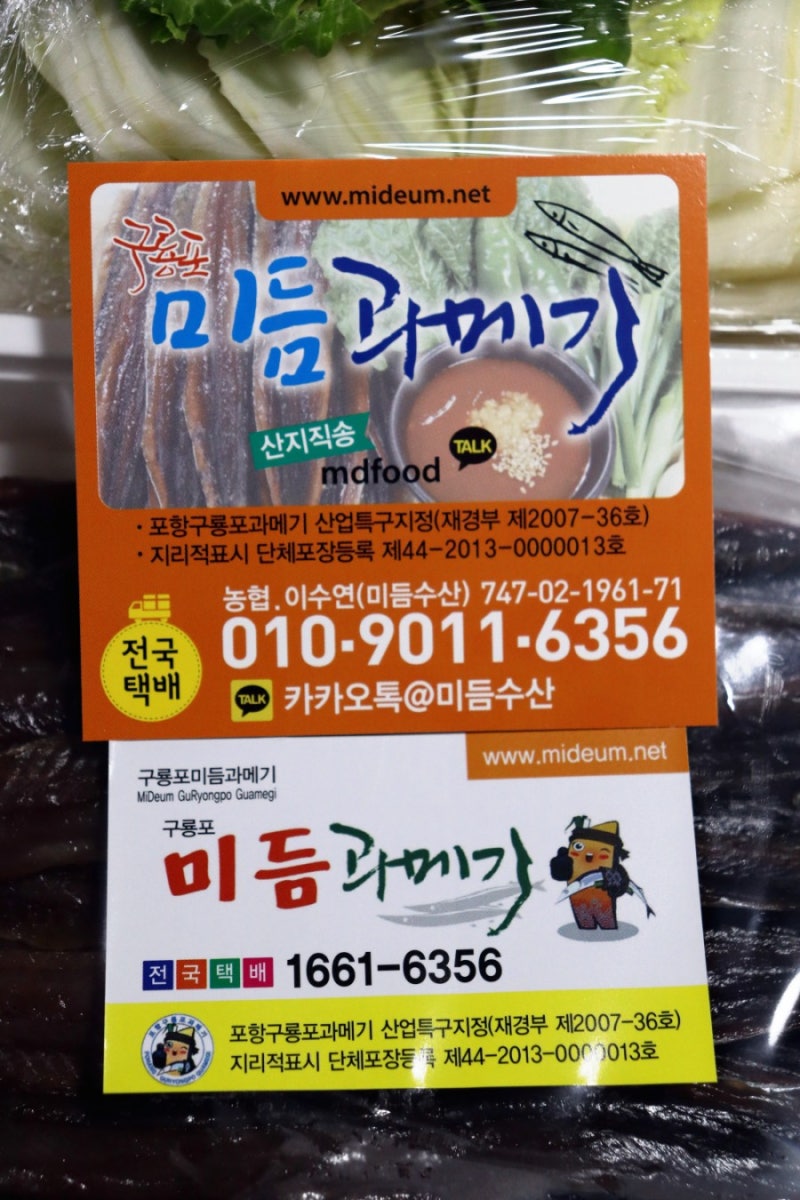 www.mideum.net
구룡포
미듬과메기
산지직송
mdfood TALK
· 포항구룡포과메기 산업특구지정(재경부 제2007-36호)
· 지리적표시 단체포장등록 제44-2013-0000013호
농협.이수연(미듬수산) 747-02-1961-71
010·9011·6356
전국
택배
TALK 카카오톡@미듬수산
www.mideum.net
구룡포미듬과메기
MiDeum GuRyongpo Guamegi
구룡포
미듬과메기
전국택배 1661-6356
포항구룡포과메기 산업특구지정(재경부 제2007-36호)
지리적표시 단체포장등록 제44-2013-0000013호